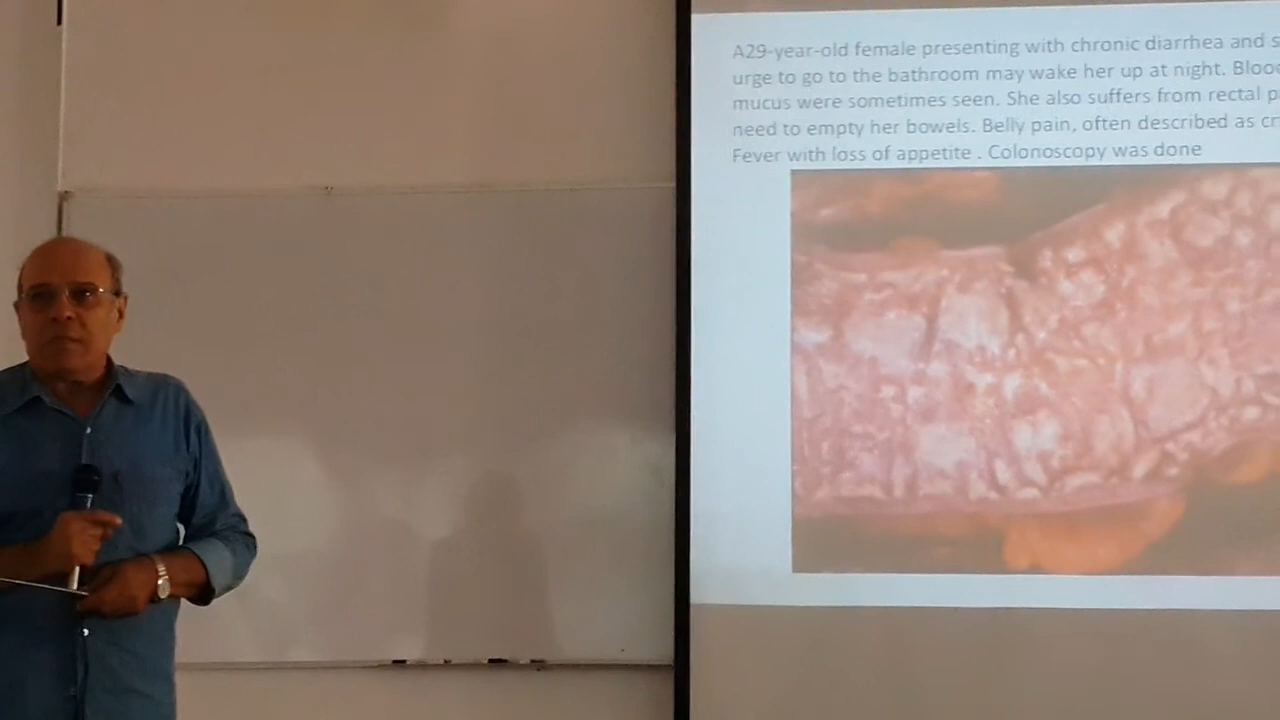 A29-year-old female presenting with chronic diarrhea and
urge to go to the bathroom may wake her up at night.
mucus were sometimes seen. She also suffers from rectal
need to empty her bowels. Belly pain, often described as
Fever with loss of appetite . Colonoscopy was done